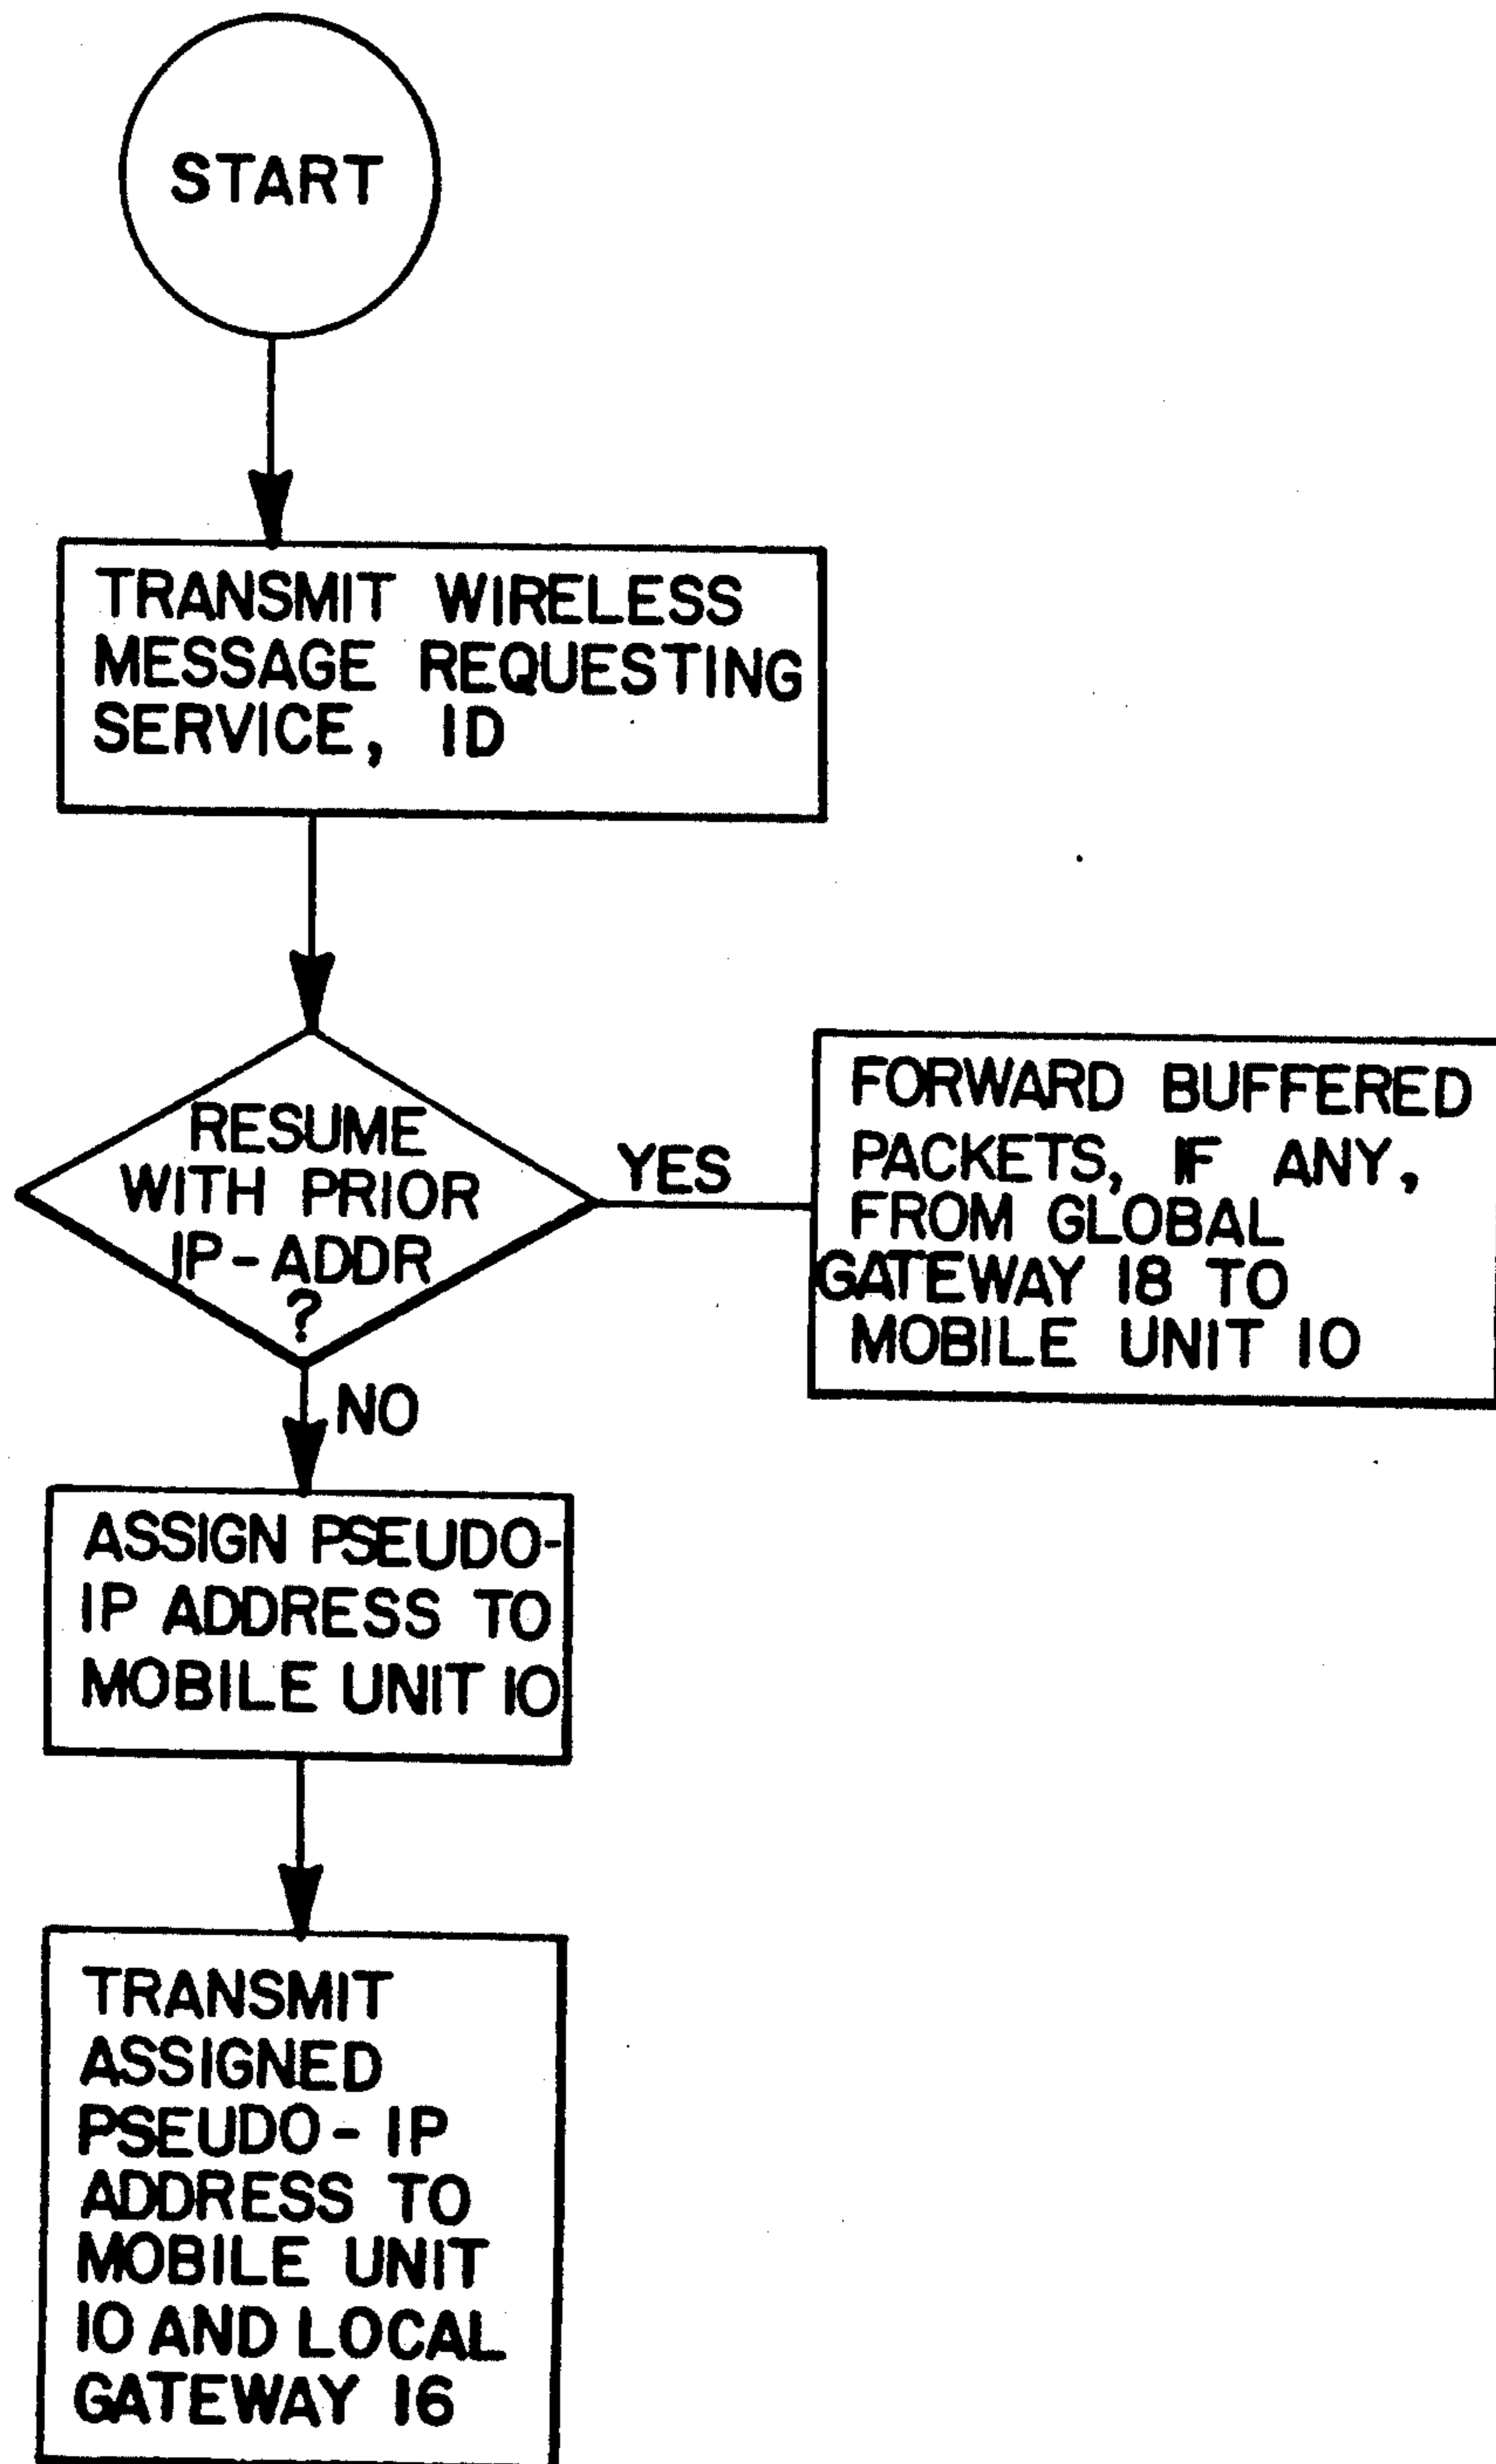 START
TRANSMIT WIRELESS
MESSAGE REQUESTING
SERVICE, ID
RESUME
WITH PRIOR
IP-ADDR
?
YES
FORWARD BUFFERED
PACKETS, IF ANY,
FROM GLOBAL
GATEWAY 18 TO
MOBILE UNIT 10
NO
ASSIGN PSEUDO-
IP ADDRESS TO
MOBILE UNIT 10
TRANSMIT
ASSIGNED
PSEUDO-IP
ADDRESS TO
MOBILE UNIT
10 AND LOCAL
GATEWAY 16